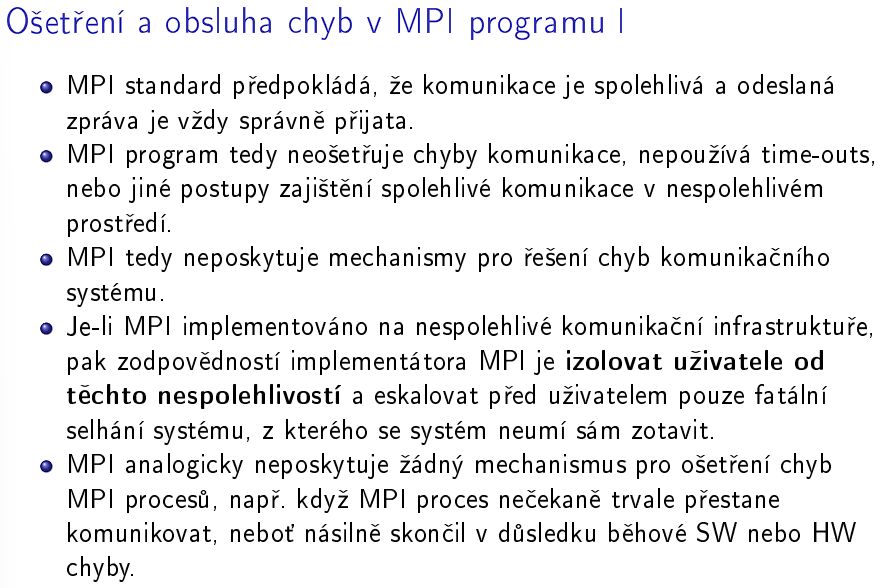 Ošetření a obsluha chyb v MPI programu I
MPI standard předpokládá, že komunikace je spolehlivá a odeslaná
zpráva je vždy správně přijata.
MPI program tedy neošetřuje chyby komunikace, nepoužívá time-outs,
nebo jiné postupy zajištění spolehlivé komunikace v nespolehlivém
prostředí.
MPI tedy neposkytuje mechanismy pro řešení chyb komunikačního
systému.
Je-li MPI implementováno na nespolehlivé komunikační infrastruktuře,
pak zodpovědností implementátora MPI je izolovat uživatele od
těchto nespolehlivostí a eskalovat před uživatelem pouze fatální
selhání systému, z kterého se systém neumí sám zotavit.
MPI analogicky neposkytuje žádný mechanismus pro ošetření chyb
MPI procesů, např. když MPI proces nečekaně trvale přestane
komunikovat, neboť násilně skončil v důsledku běhové SW nebo HW
chyby.